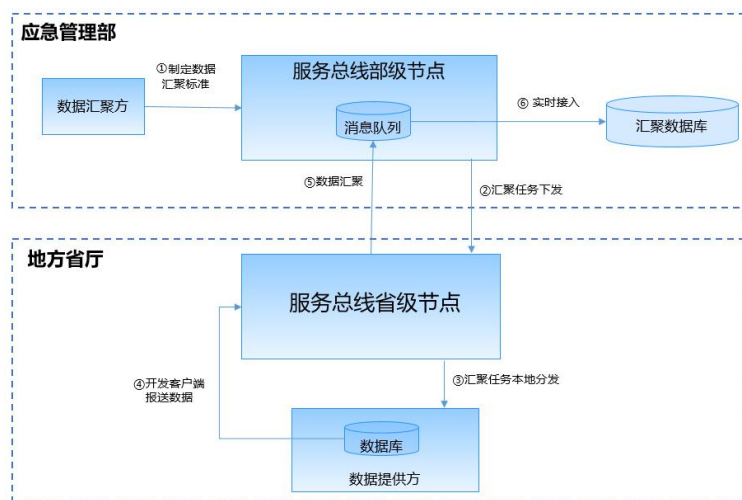 应急管理部
①制定数据
汇聚标准
服务总线部级节点
数据汇聚方
消息队列
⑥ 实时接入
汇聚数据库
⑤数据汇聚
②汇聚任务下发
地方省厅
服务总线省级节点
④开发客户端
报送数据
③汇聚任务本地分发
数据库
数据提供方